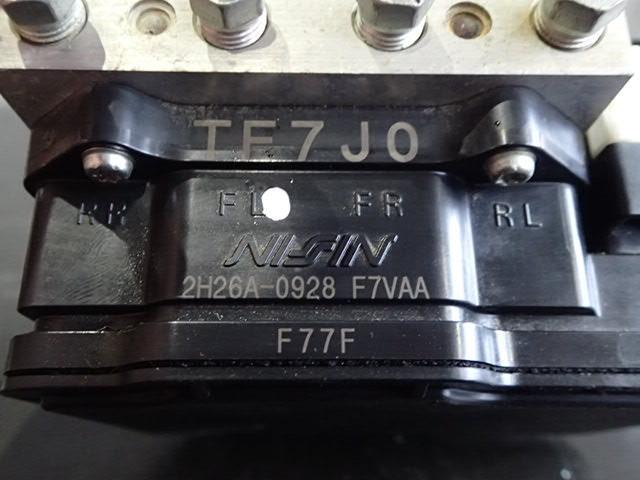 TF7J0
RR FL FR RL
NISSIN
2H26A-0928 F7VAA
F77F